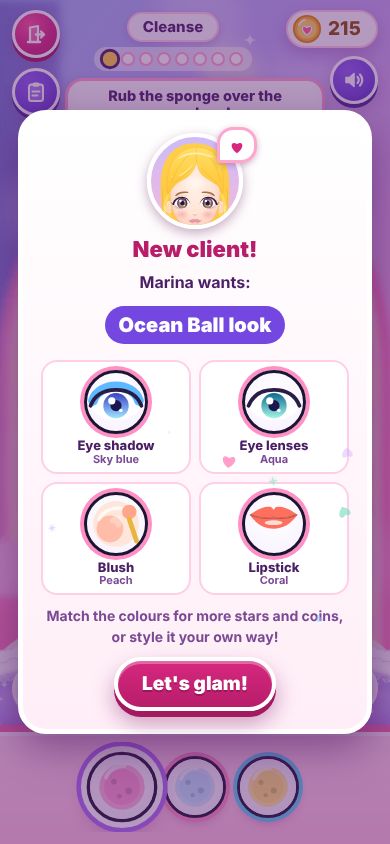 Cleanse
215
Rub the sponge over the
New client!
Marina wants:
Ocean Ball look
Eye shadow
Sky blue
Eye lenses
Aqua
Blush
Peach
Lipstick
Coral
Match the colours for more stars and coins,
or style it your own way!
Let's glam!